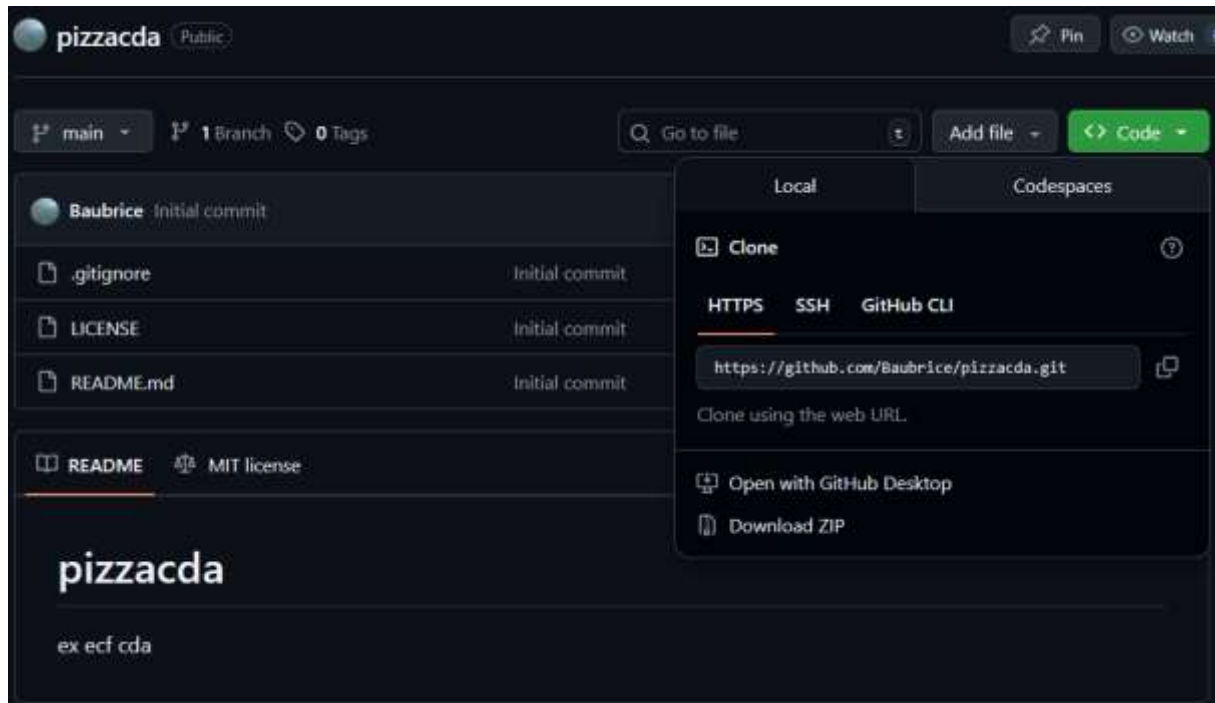 pizzacda Public Pin Watch
main 1 Branch 0 Tags Go to file t Add file Code
Local Codespaces
Baubrice Initial commit
Clone
.gitignore Initial commit
HTTPS SSH GitHub CLI
LICENSE Initial commit
https://github.com/Baubrice/pizzacda.git
README.md Initial commit
Clone using the web URL.
README MIT license
Open with GitHub Desktop
Download ZIP
pizzacda
ex ecf cda